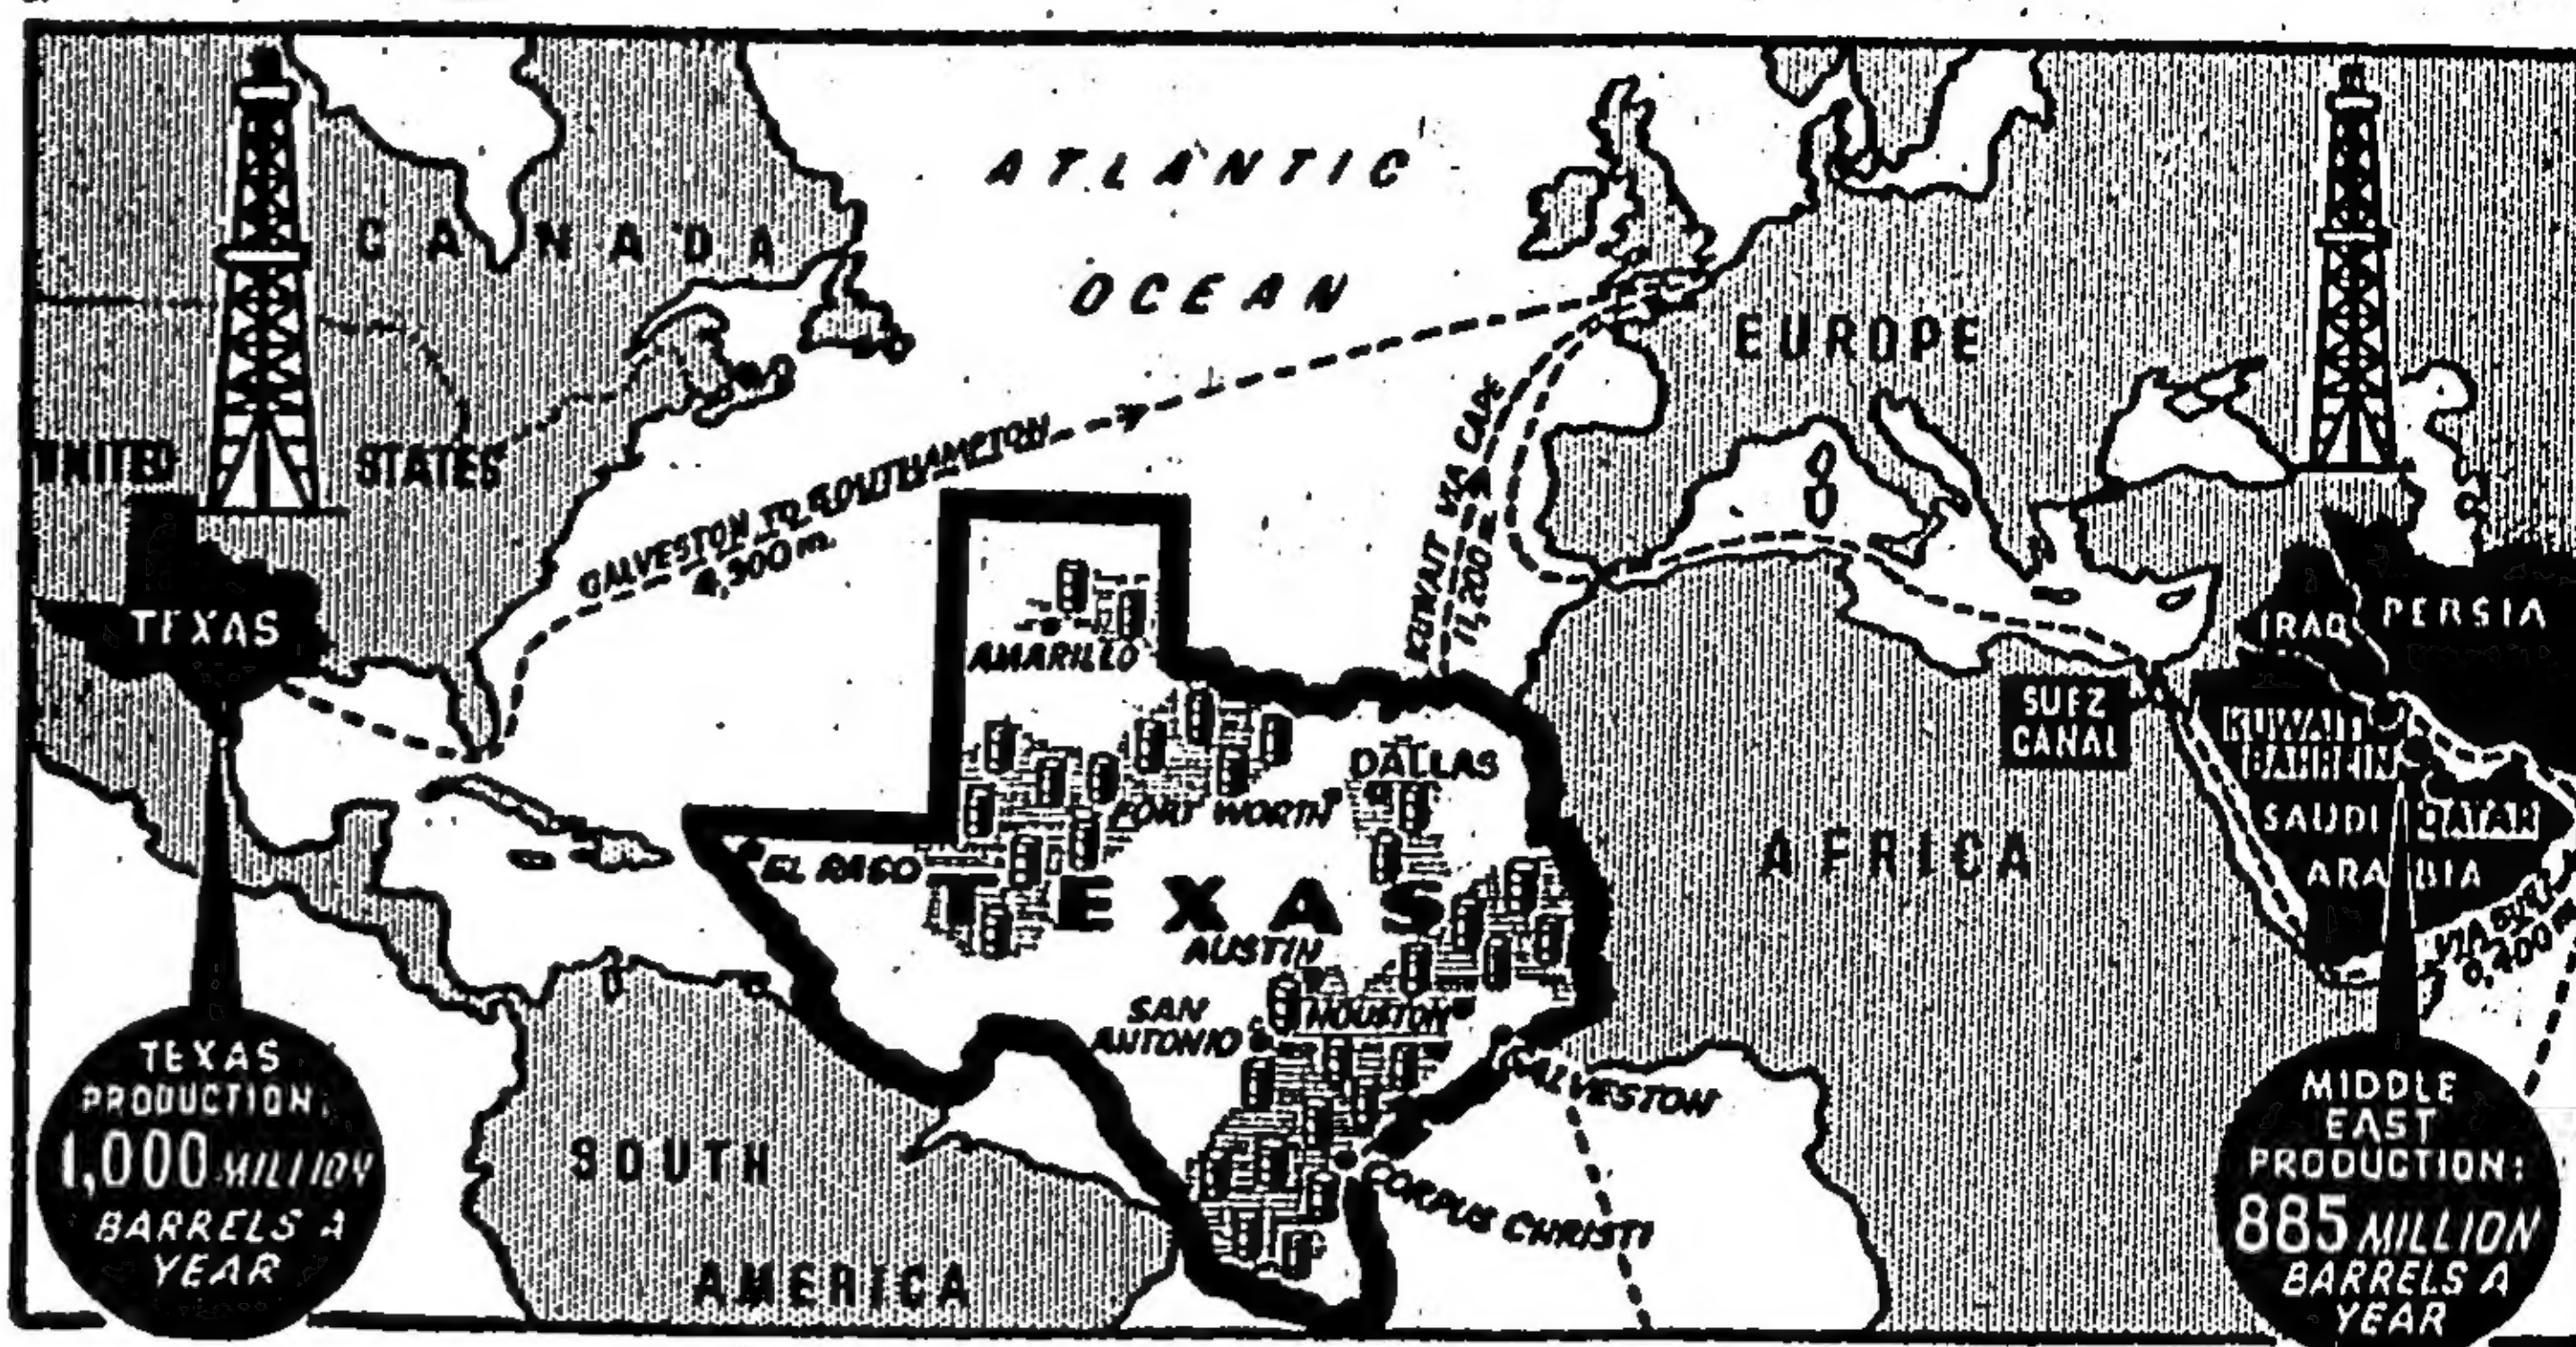 ATLANTIC
OCEAN
CANADA
UNITED STATES
EUROPE
GALVESTON TO SOUTHAMPTON
4,300 m.
KUWAIT VIA CAPE
11,200 m.
TEXAS
AMARILLO
DALLAS
FORT WORTH
EL PASO
TEXAS
AUSTIN
SAN
ANTONIO
HOUSTON
GALVESTON
CORPUS CHRISTI
AFRICA
SUEZ
CANAL
IRAQ
PERSIA
KUWAIT
BAHREIN
SAUDI
QATAR
ARABIA
VIA
SOUTH
AMERICA
TEXAS
PRODUCTION:
1,000 MILLION
BARRELS A
YEAR
MIDDLE
EAST
PRODUCTION:
885 MILLION
BARRELS A
YEAR